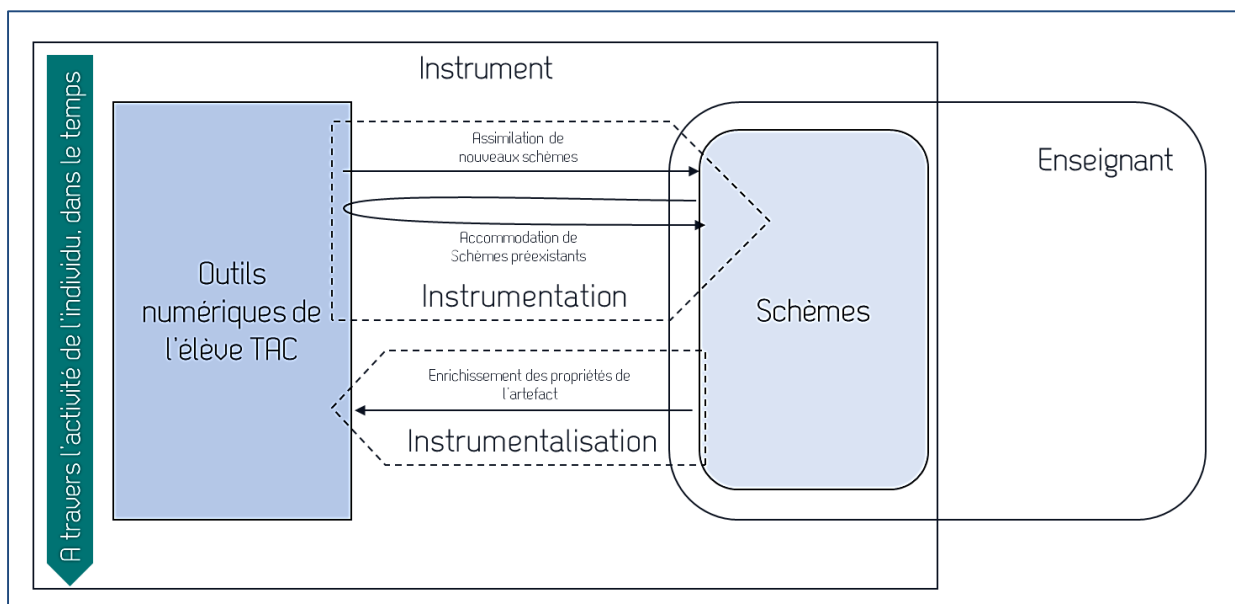 A travers l'activité de l'individu, dans le temps
Instrument
Assimilation de
nouveaux schèmes
Enseignant
Accommodation de
Schèmes préexistants
Outils
numériques de
l'élève TAC
Instrumentation
Schèmes
Enrichissement des propriétés de
l'artefact
Instrumentalisation